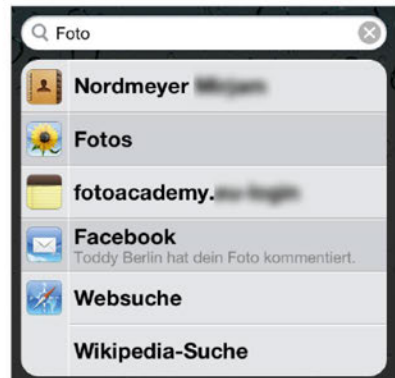 Foto
Nordmeyer
Fotos
fotoacademy.
Facebook
Toddy Berlin hat dein Foto kommentiert.
Websuche
Wikipedia-Suche